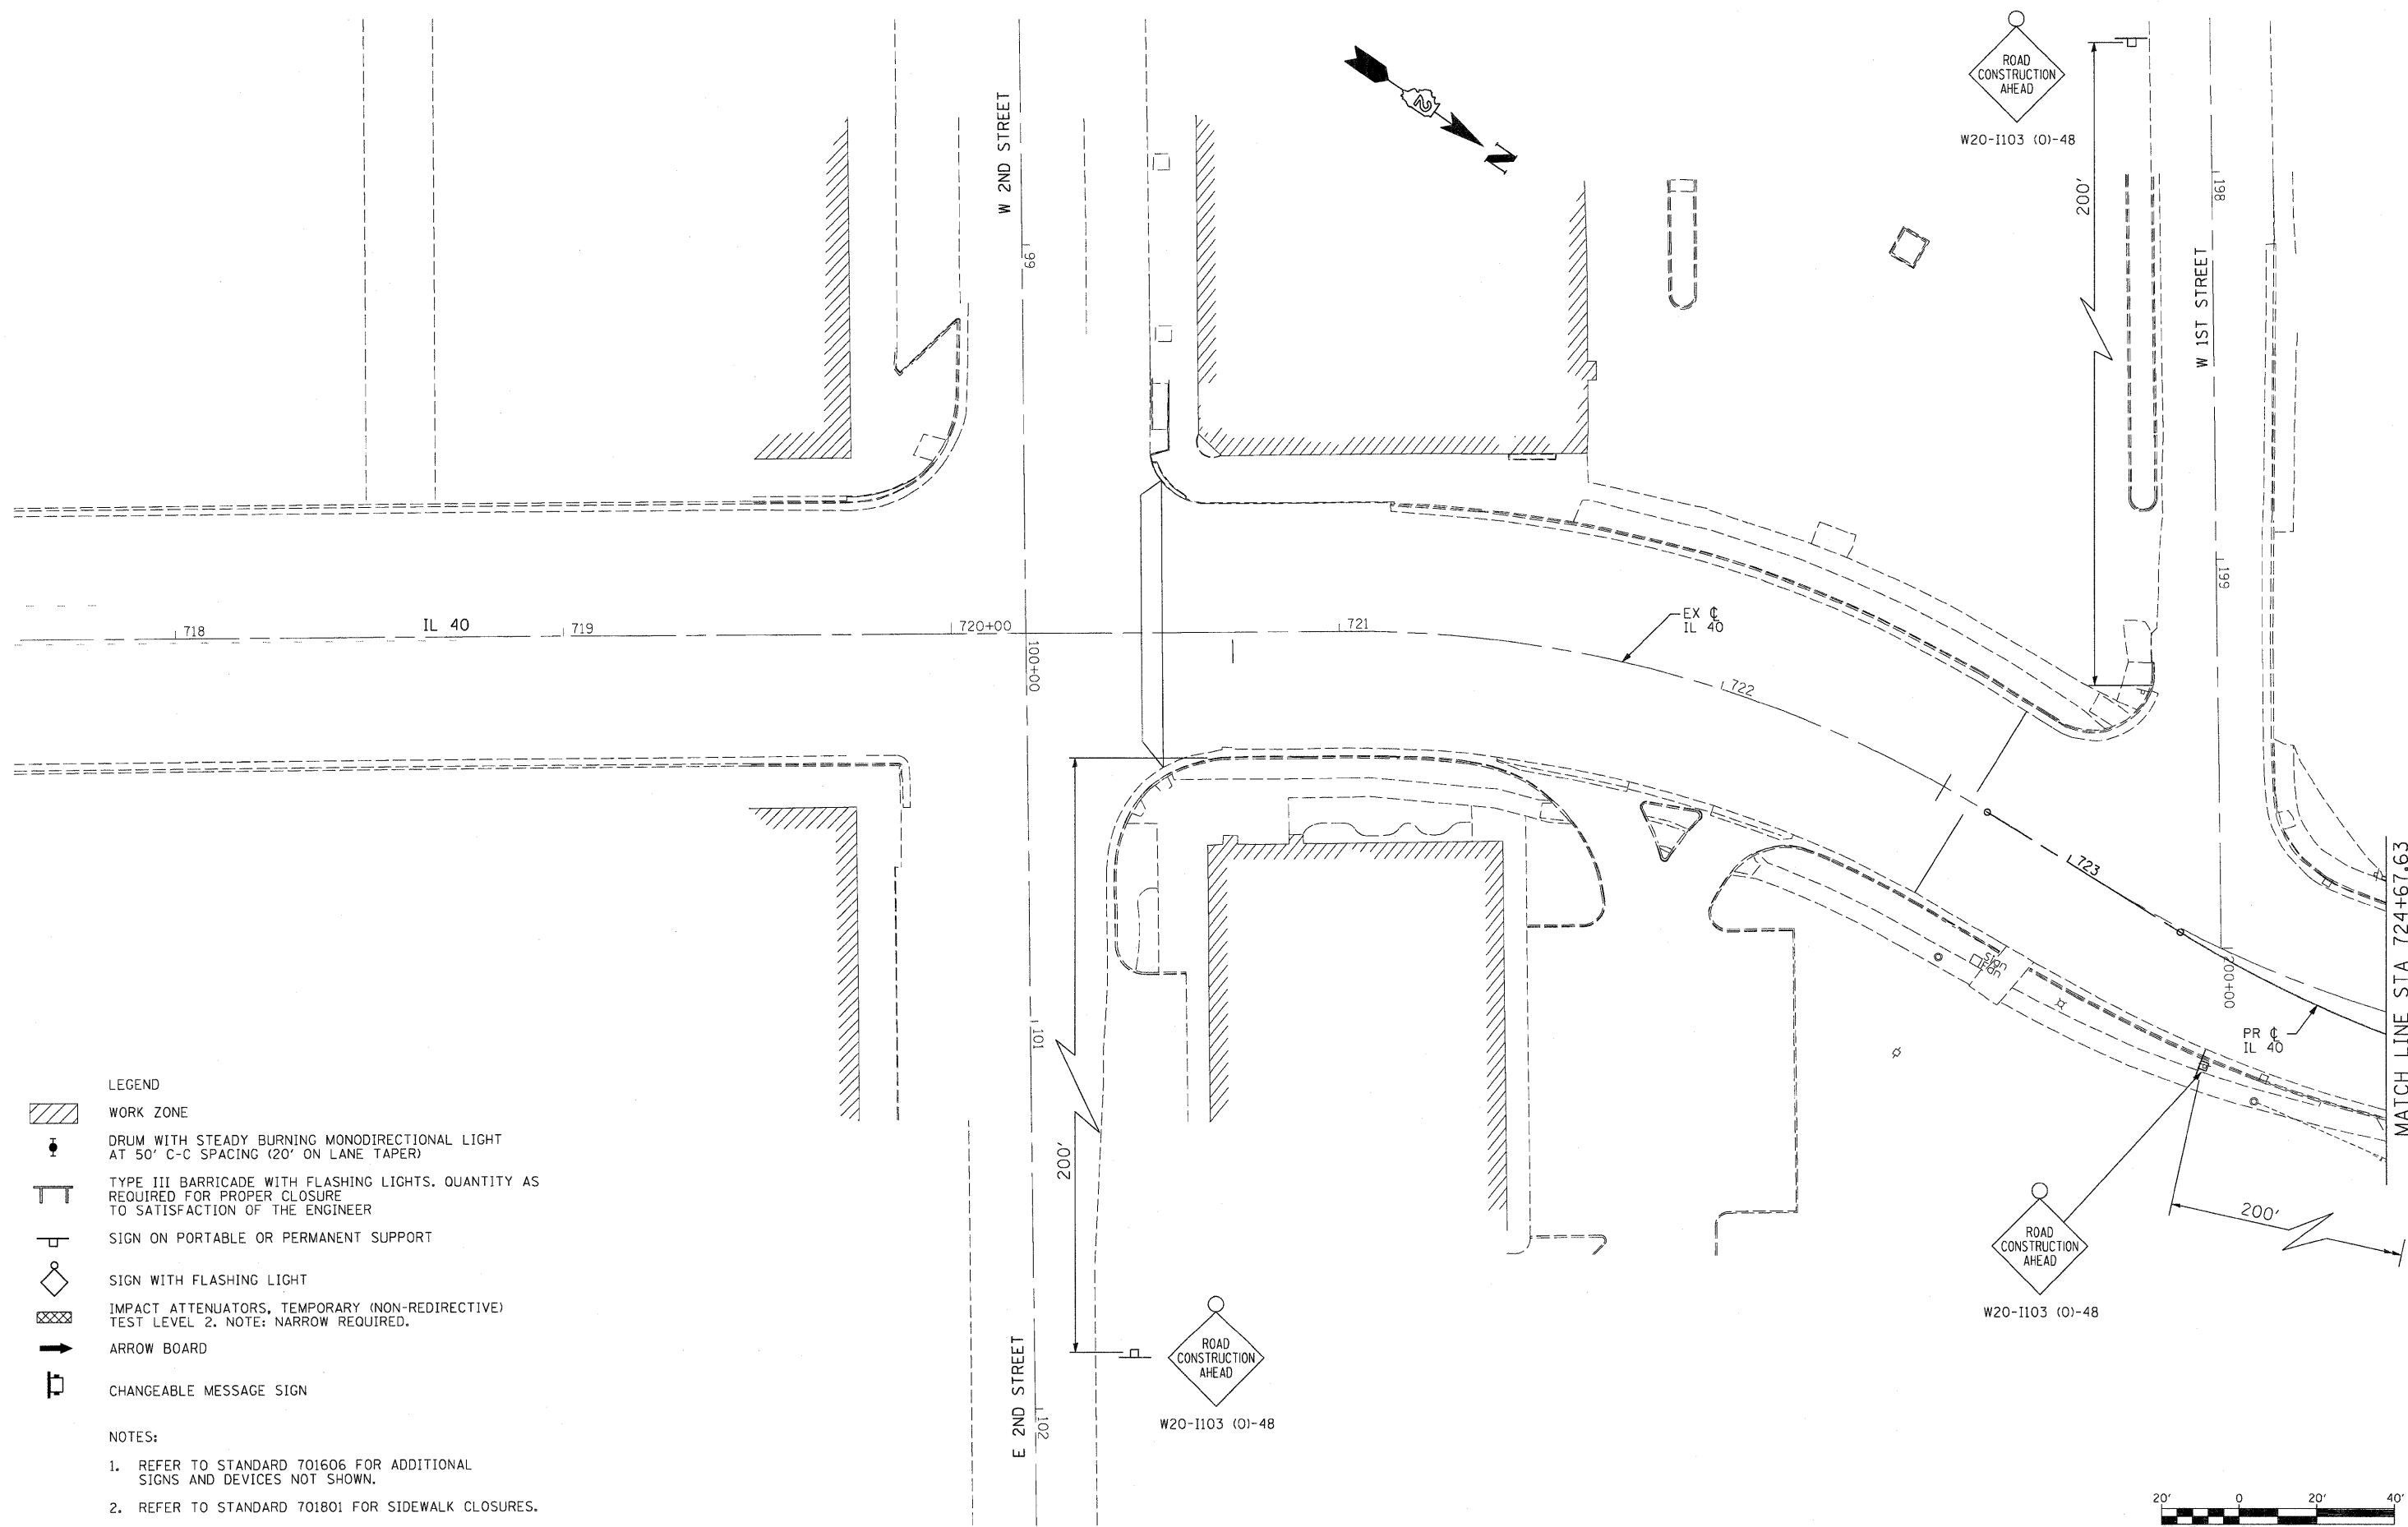 ROAD
CONSTRUCTION
AHEAD
W20-I103 (O)-48
W 2ND STREET
N
2
200'
198
99
W 1ST STREET
199
EX ℄
IL 40
718
IL 40
719
720+00
721
100+00
722
723
MATCH LINE STA 724+67.63
Sign
Pan
200+00
PR ℄
IL 40
101
200'
200'
ROAD
CONSTRUCTION
AHEAD
W20-I103 (O)-48
E 2ND STREET
102
ROAD
CONSTRUCTION
AHEAD
W20-I103 (O)-48
LEGEND
WORK ZONE
DRUM WITH STEADY BURNING MONODIRECTIONAL LIGHT
AT 50' C-C SPACING (20' ON LANE TAPER)
TYPE III BARRICADE WITH FLASHING LIGHTS. QUANTITY AS
REQUIRED FOR PROPER CLOSURE
TO SATISFACTION OF THE ENGINEER
SIGN ON PORTABLE OR PERMANENT SUPPORT
SIGN WITH FLASHING LIGHT
IMPACT ATTENUATORS, TEMPORARY (NON-REDIRECTIVE)
TEST LEVEL 2. NOTE: NARROW REQUIRED.
ARROW BOARD
CHANGEABLE MESSAGE SIGN
NOTES:
1. REFER TO STANDARD 701606 FOR ADDITIONAL
SIGNS AND DEVICES NOT SHOWN.
2. REFER TO STANDARD 701801 FOR SIDEWALK CLOSURES.
20' 0 20' 40'